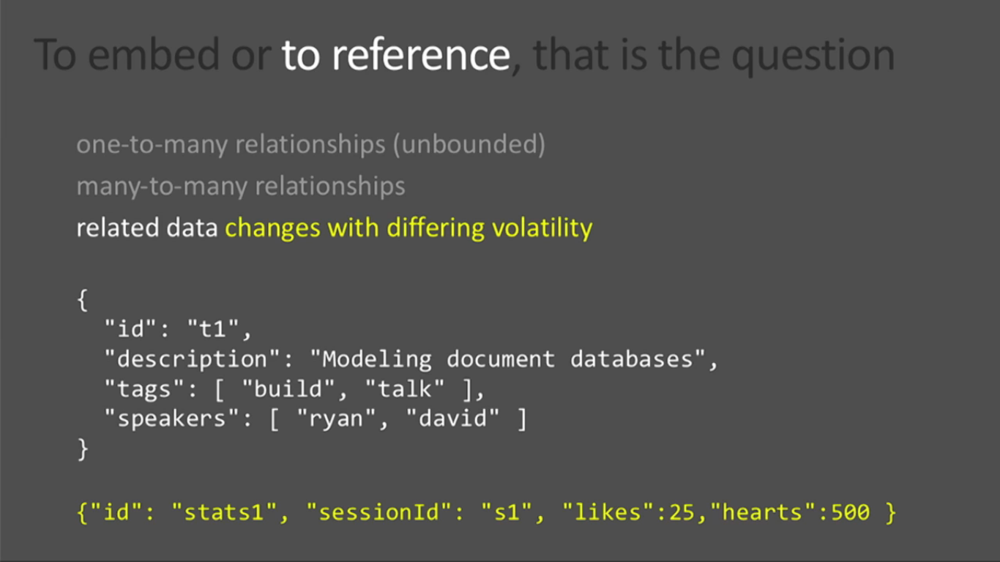 To embed or to reference, that is the question
one-to-many relationships (unbounded)
many-to-many relationships
related data changes with differing volatility
{
"id": "t1",
"description": "Modeling document databases",
"tags": [ "build", "talk" ],
"speakers": [ "ryan", "david" ]
}
{"id": "stats1", "sessionId": "s1", "likes":25,"hearts":500 }